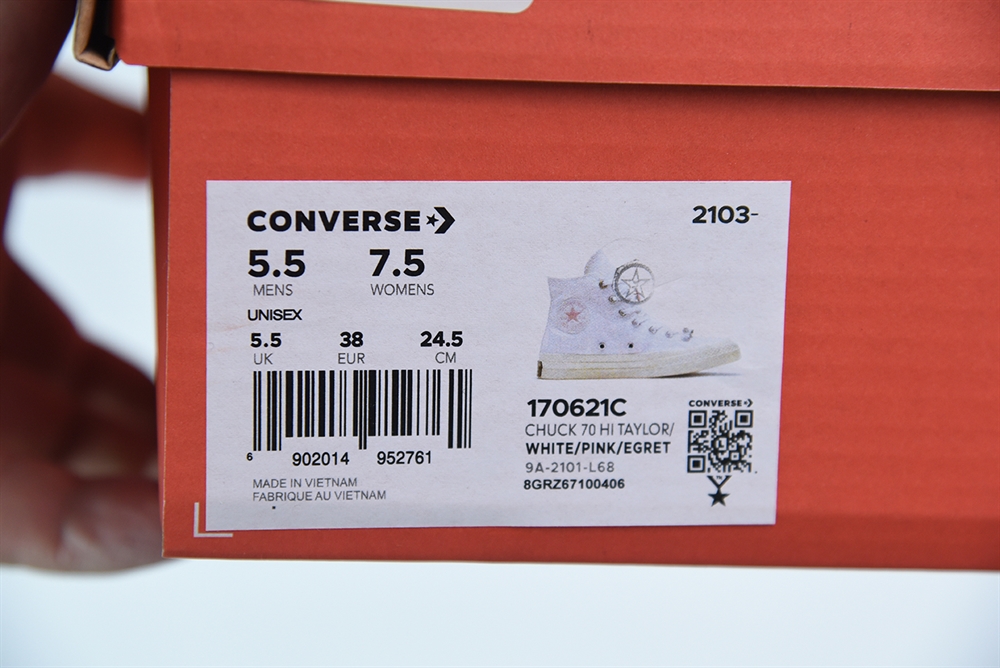 CONVERSE
2103-
5.5 7.5
MENS WOMENS
UNISEX
5.5 38 24.5
UK EUR CM
6 902014 952761
MADE IN VIETNAM
FABRIQUE AU VIETNAM
170621C
CHUCK 70 HI TAYLOR/
WHITE/PINK/EGRET
9A-2101-L68
8GRZ67100406
CONVERSE